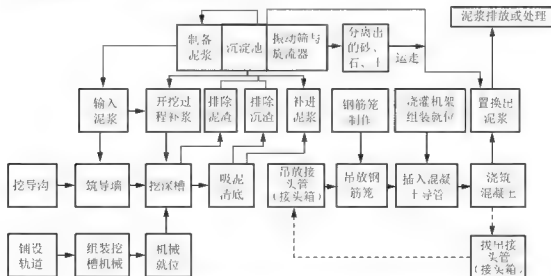 泥浆排放或处理
制备
泥浆
沉淀池
振动筛与
旋流器
分离出
的砂、
石、土
运走
输入
泥浆
开挖过
程补浆
排除
泥渣
排除
沉渣
补进
泥浆
钢筋笼
制作
浇灌机架
组装就位
置换出
泥浆
挖导沟
筑导墙
挖深槽
吸泥
清底
吊放接
头管
(接头箱)
吊放钢
筋笼
插入混凝
土导管
浇筑
混凝土
铺设
轨道
组装挖
槽机械
机械
就位
拔出接
头管
(接头箱)